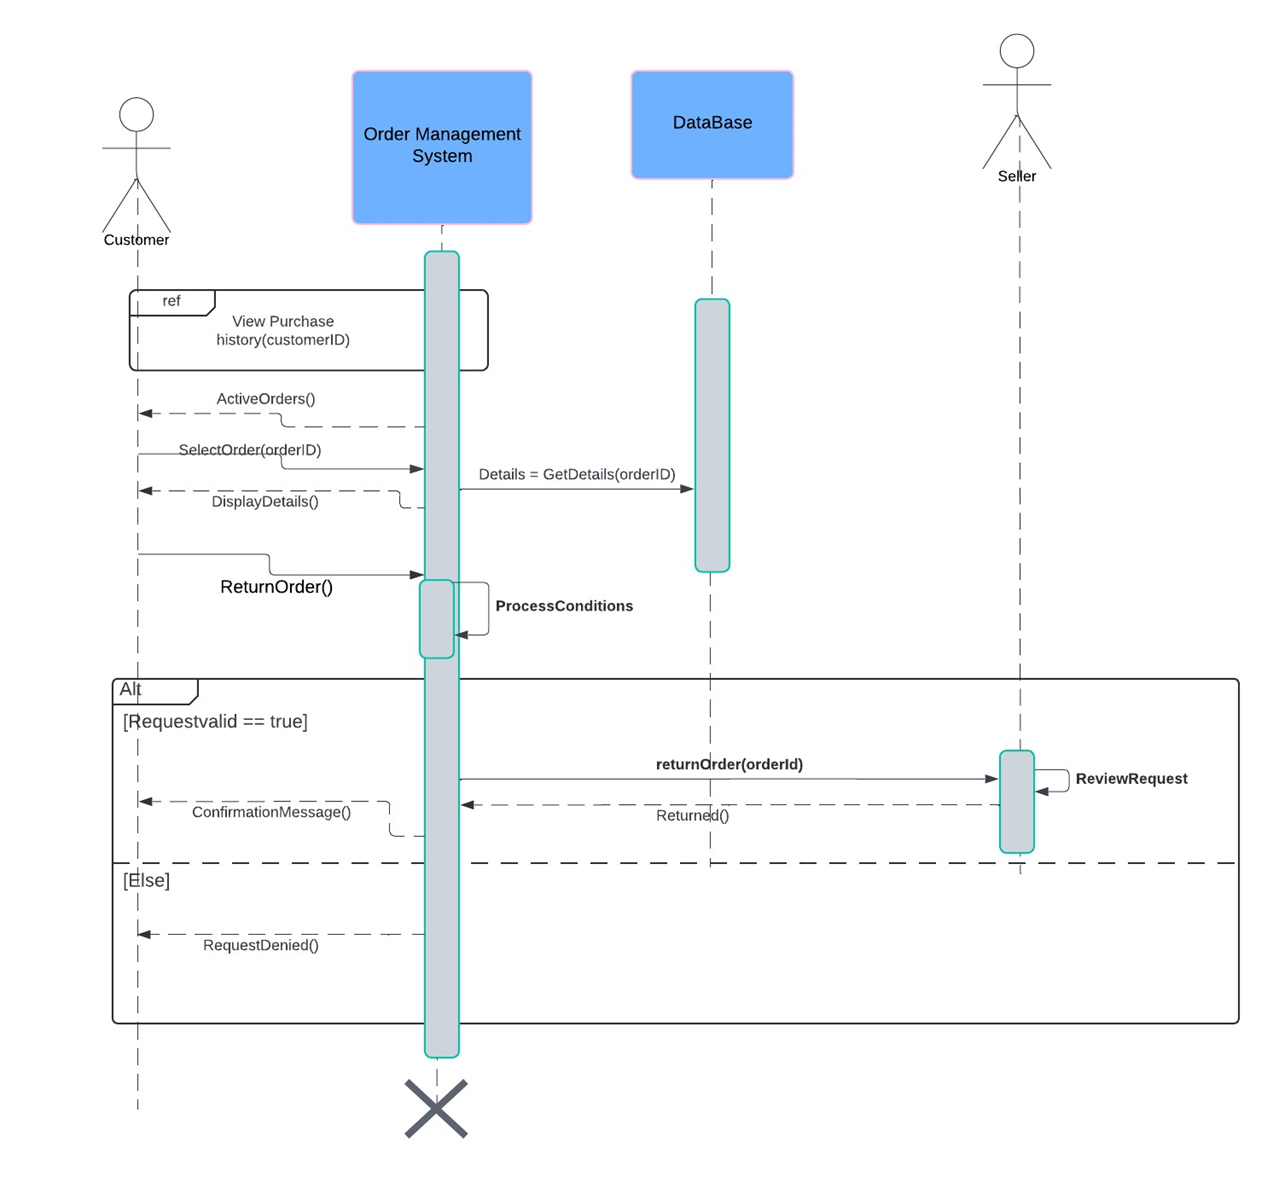 Order Management
System
DataBase
Seller
Customer
ref
View Purchase
history(customerID)
ActiveOrders()
SelectOrder(orderID)
Details = GetDetails(orderID)
DisplayDetails()
ReturnOrder()
ProcessConditions
Alt
[Requestvalid == true]
returnOrder(orderId)
ReviewRequest
ConfirmationMessage()
Returned()
[Else]
RequestDenied()